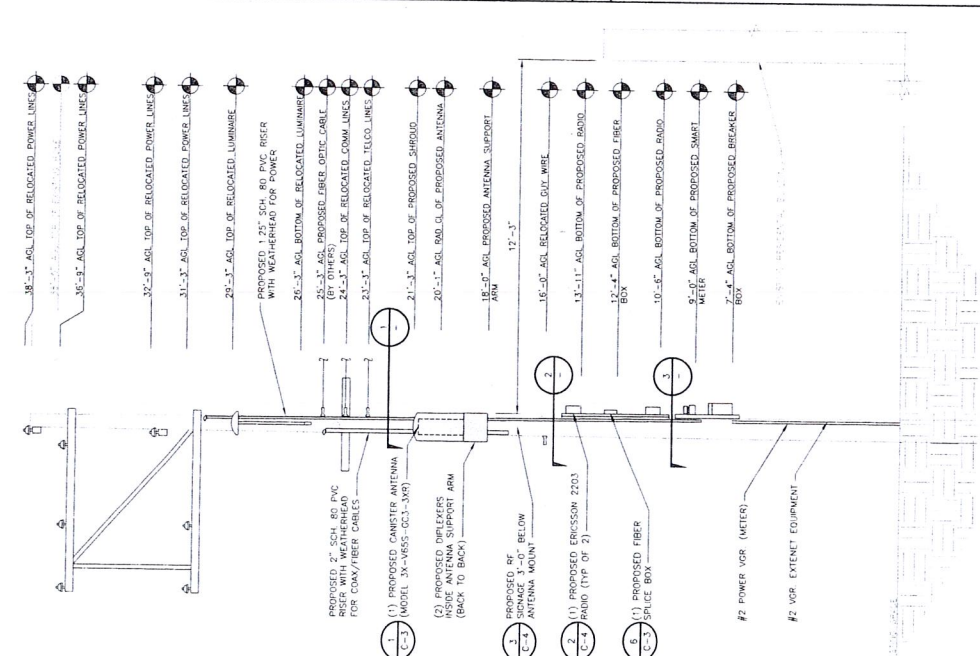 38'-3" AGL TOP OF RELOCATED POWER LINES
36'-9" AGL TOP OF RELOCATED POWER LINES
32'-9" AGL TOP OF RELOCATED POWER LINES
31'-3" AGL TOP OF RELOCATED POWER LINES
29'-3" AGL TOP OF RELOCATED LUMINAIRE
PROPOSED 1.25" SCH. 80 PVC RISER
WITH WEATHERHEAD FOR POWER
26'-3" AGL BOTTOM OF RELOCATED LUMINAIRE
25'-3" AGL PROPOSED FIBER OPTIC CABLE
(BY OTHERS)
24'-3" AGL TOP OF RELOCATED COMM LINES
23'-3" AGL TOP OF RELOCATED TELCO LINES
21'-3" AGL TOP OF PROPOSED SHROUD
20'-1" AGL RAD CL OF PROPOSED ANTENNA
18'-0" AGL PROPOSED ANTENNA SUPPORT
ARM
12'-3"
16'-0" AGL RELOCATED GUY WIRE
13'-11" AGL BOTTOM OF PROPOSED RADIO
12'-4" AGL BOTTOM OF PROPOSED FIBER
BOX
10'-6" AGL BOTTOM OF PROPOSED RADIO
9'-0" AGL BOTTOM OF PROPOSED SMART
METER
7'-4" AGL BOTTOM OF PROPOSED BREAKER
BOX
1
-
2
-
3
-
PROPOSED 2" SCH. 80 PVC
RISER WITH WEATHERHEAD
FOR COAX/FIBER CABLES
1
C-3
(1) PROPOSED CANISTER ANTENNA
(MODEL 3X-V65S-GC3-3XR)
(2) PROPOSED DIPLEXERS
INSIDE ANTENNA SUPPORT ARM
(BACK TO BACK)
3
C-4
PROPOSED RF
SIGNAGE 3'-0" BELOW
ANTENNA MOUNT
2
C-4
(1) PROPOSED ERICSSON 2203
RADIO (TYP OF 2)
6
C-3
(1) PROPOSED FIBER
SPLICE BOX
#2 POWER VGR (METER)
#2 VGR EXTENET EQUIPMENT